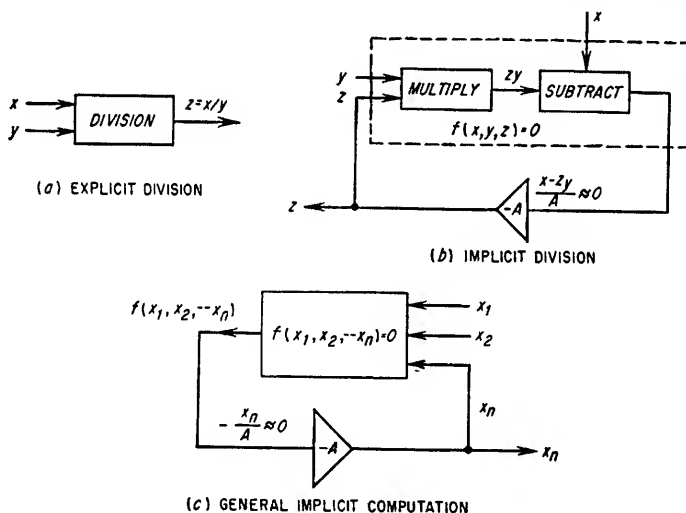 x
y
DIVISION
z=x/y
(a) EXPLICIT DIVISION
x
y
z
MULTIPLY
zy
SUBTRACT
f(x,y,z)=0
z
-A
x-zy
A
≈0
(b) IMPLICIT DIVISION
f(x₁, x₂, --xₙ)
f(x₁, x₂, --xₙ)=0
x₁
x₂
xₙ
- xₙ
A
≈0
-A
xₙ
(c) GENERAL IMPLICIT COMPUTATION